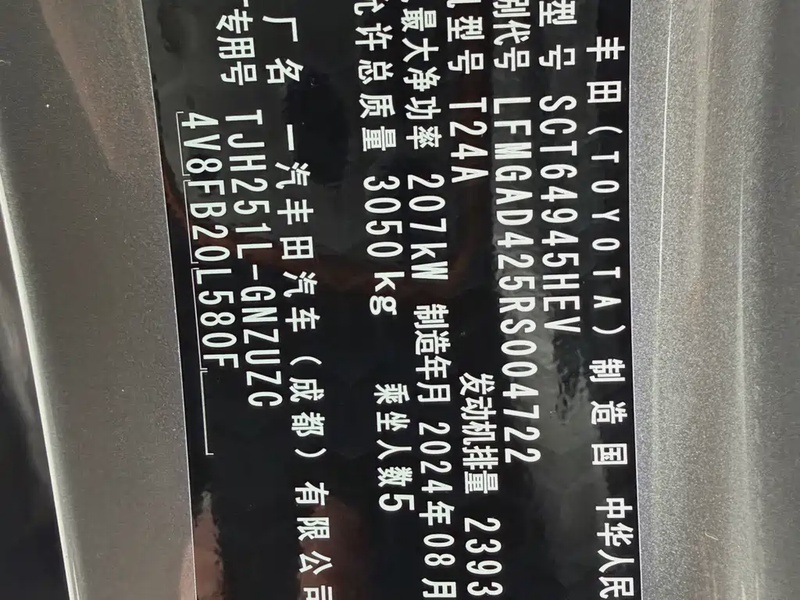 丰田(TOYOTA) 制造国 中华人民
型号 SCT64945HEV
别代号 LFMGAD425RS004722
型号 T24A 发动机排量 2393
最大净功率 207kW 制造年月 2024年08月
允许总质量 3050kg 乘坐人数5
厂名 一汽丰田汽车(成都)有限公司
专用号 TJH251L-GNZUZC
4V8FB20L580F